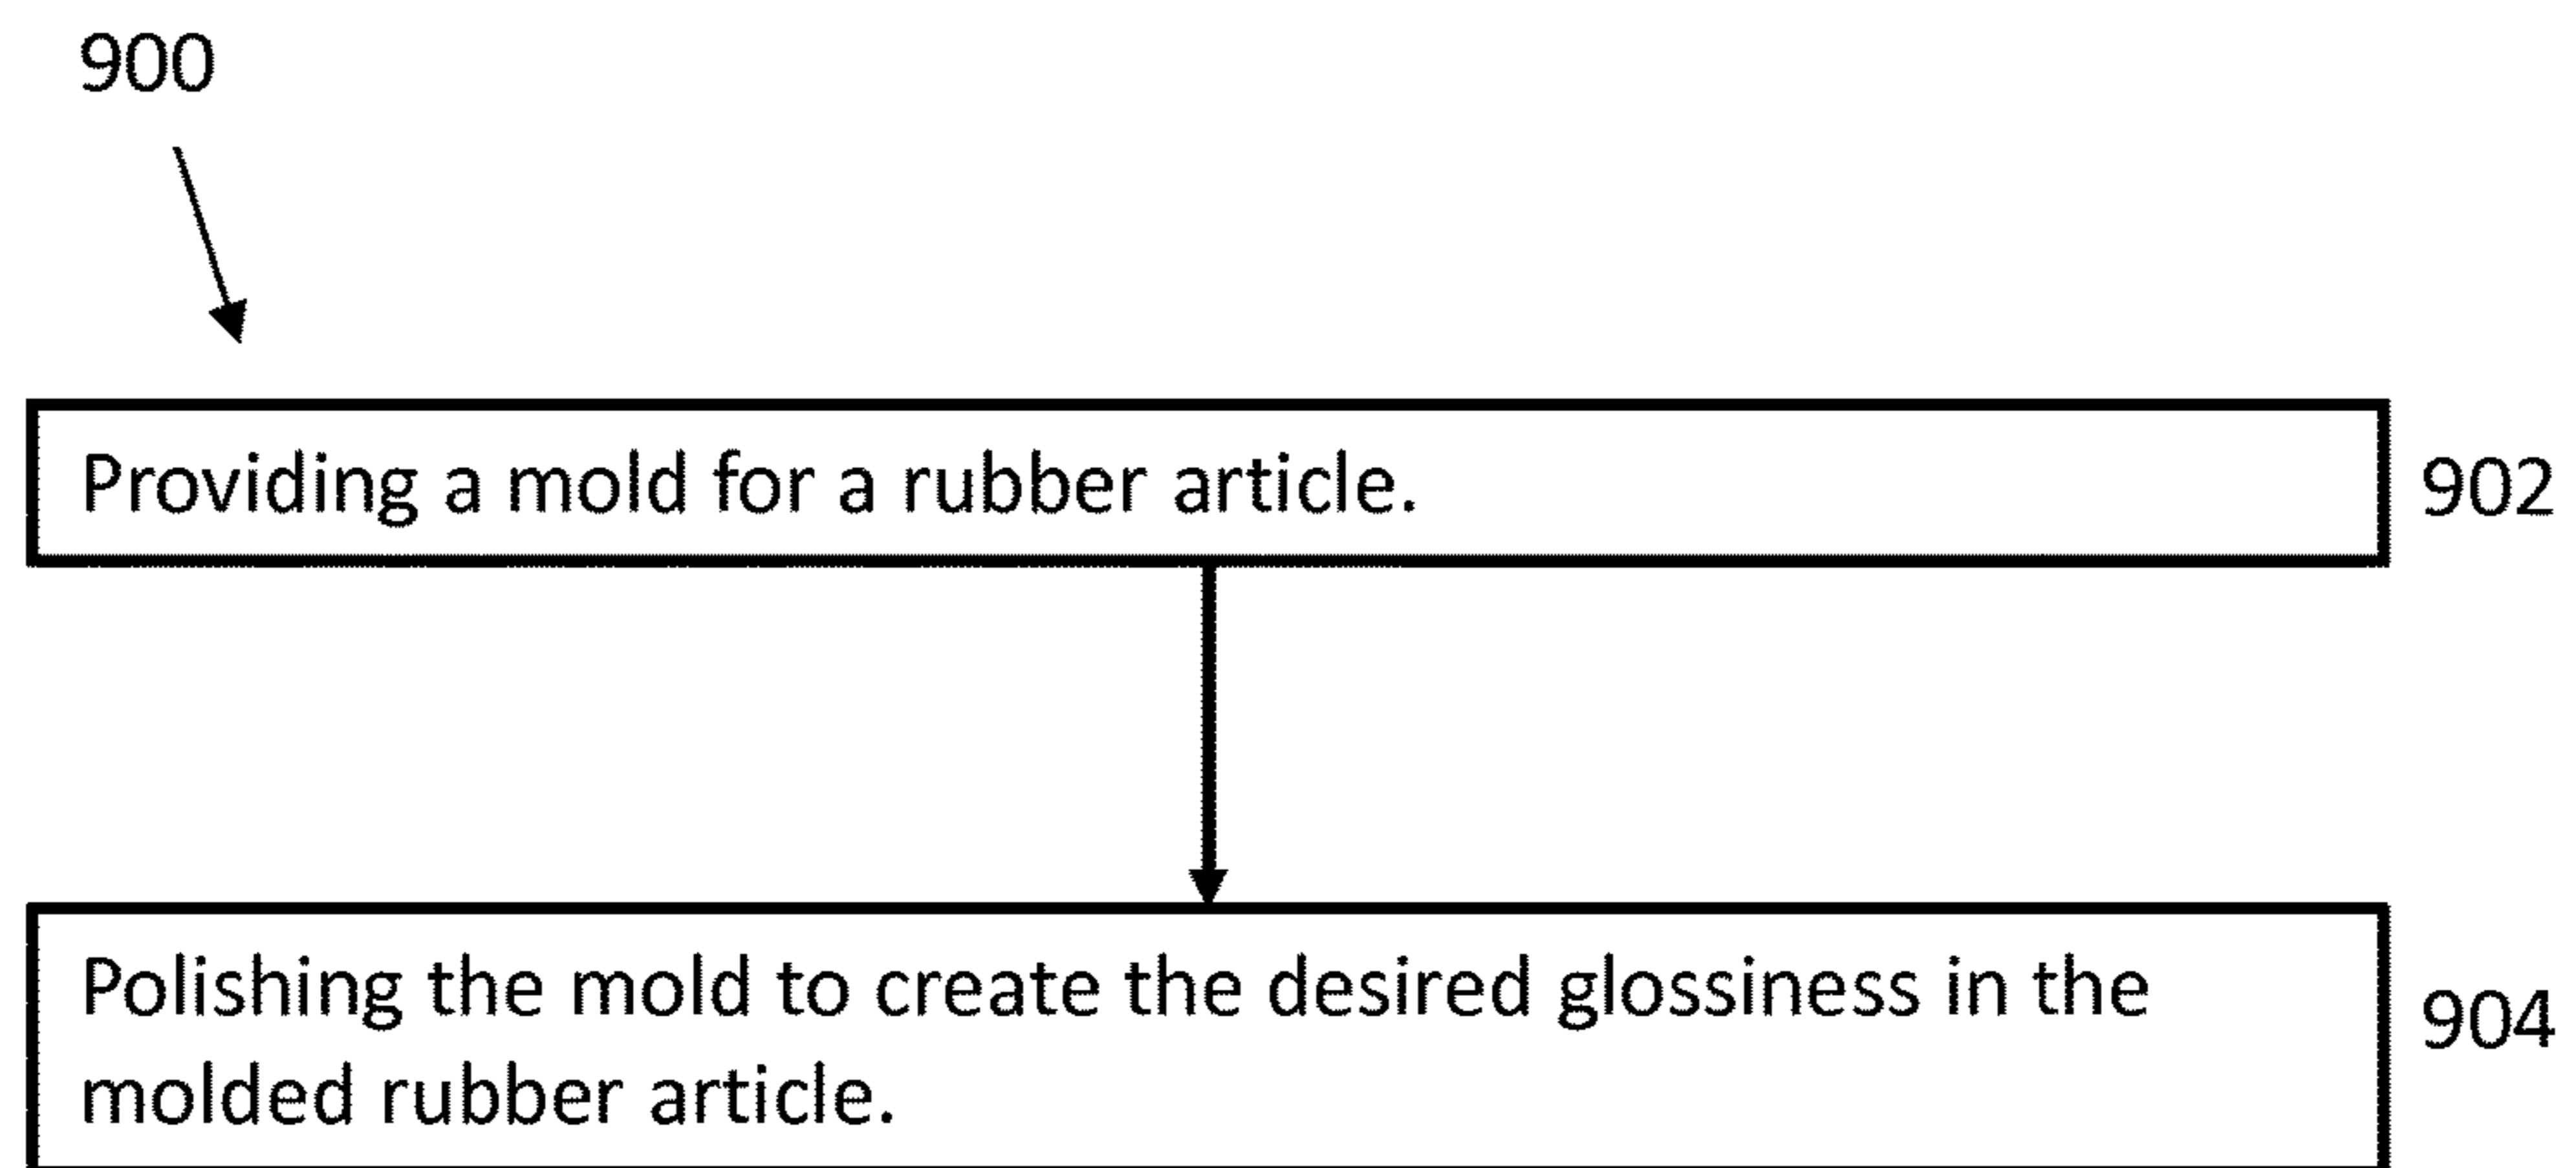 900
Providing a mold for a rubber article.
902
Polishing the mold to create the desired glossiness in the
molded rubber article.
904